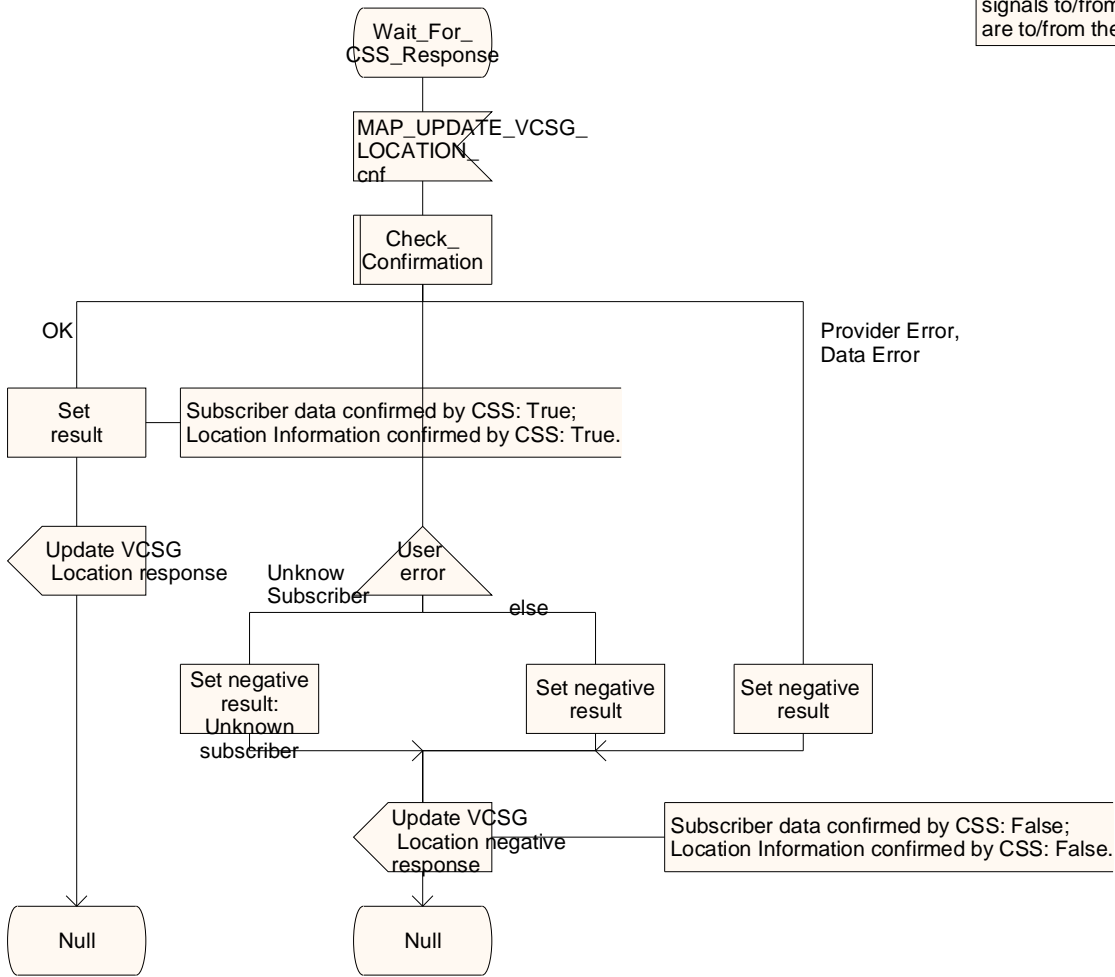 signals to/from
are to/from the
Wait_For_
CSS_Response
MAP_UPDATE_VCSG_
LOCATION_
cnf
Check_
Confirmation
OK
Provider Error,
Data Error
Set
result
Subscriber data confirmed by CSS: True;
Location Information confirmed by CSS: True.
Update VCSG
Location response
User
error
Unknow
Subscriber
else
Set negative
result:
Unknown
subscriber
Set negative
result
Set negative
result
Update VCSG
Location negative
response
Subscriber data confirmed by CSS: False;
Location Information confirmed by CSS: False.
Null
Null